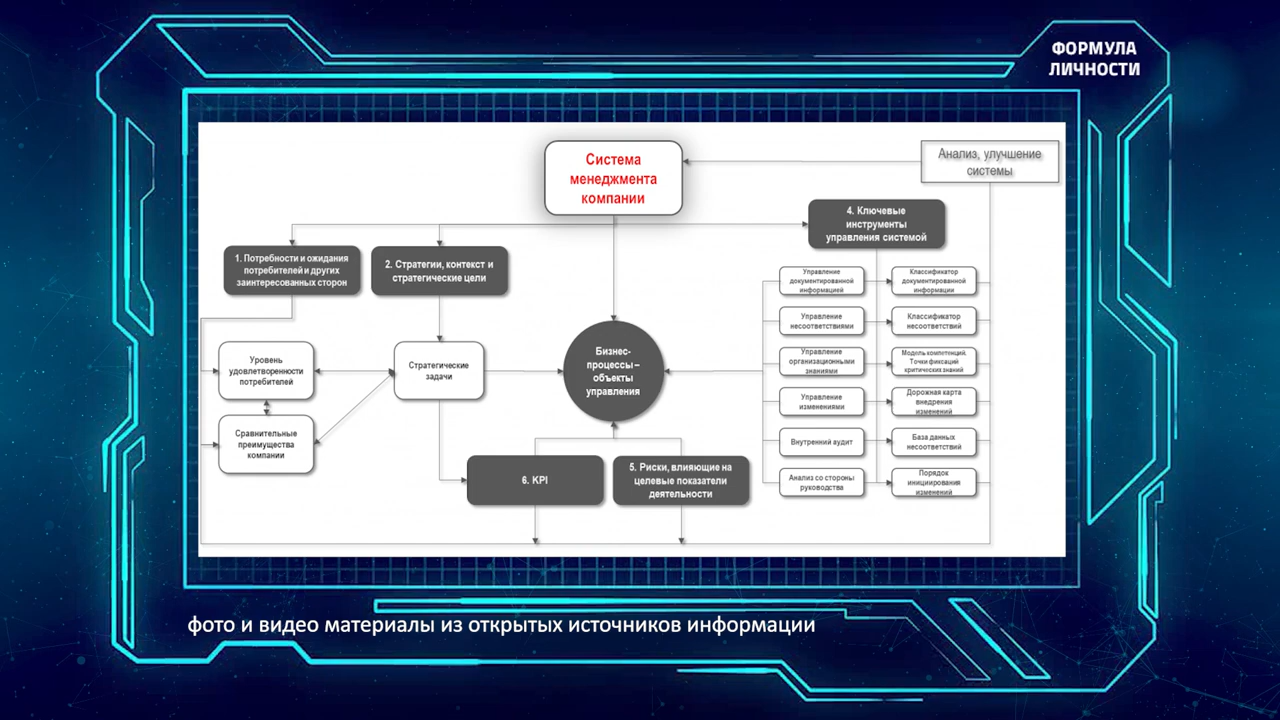 ФОРМУЛА
ЛИЧНОСТИ
Система
менеджмента
компании
Анализ, улучшение
системы
4. Ключевые
инструменты
управления системой
1. Потребности и ожидания
потребителей и других
заинтересованных сторон
2. Стратегии, контекст и
стратегические цели
Управление
документированной
информацией
Классификатор
документированной
информации
Управление
несоответствиями
Классификатор
несоответствий
Уровень
удовлетворенности
потребителей
Стратегические
задачи
Бизнес-
процессы –
объекты
управления
Управление
организационными
знаниями
Модель компетенций.
Точки фиксаций
критических знаний
Управление
изменениями
Дорожная карта
внедрения
изменений
Сравнительные
преимущества
компании
Внутренний аудит
База данных
несоответствий
6. KPI
5. Риски, влияющие на
целевые показатели
деятельности
Анализ со стороны
руководства
Порядок
инициирования
изменений
фото и видео материалы из открытых источников информации